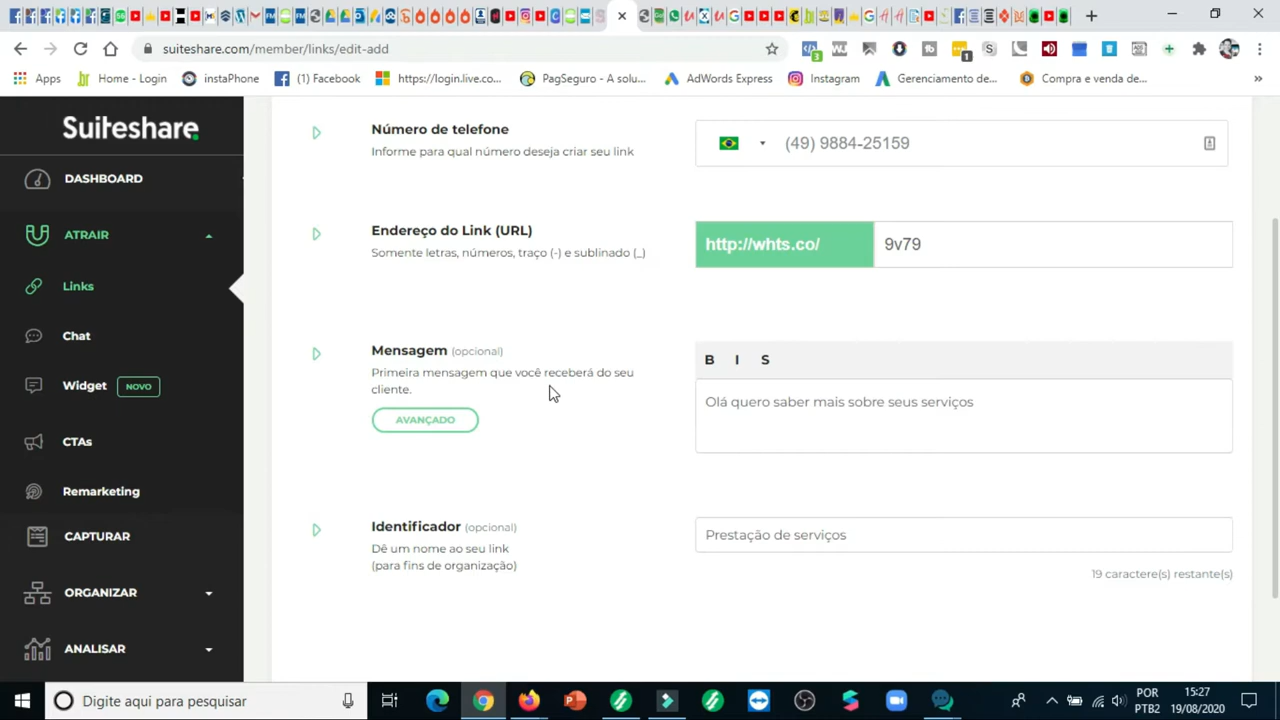 suiteshare.com/member/links/edit-add
Apps
Home - Login
instaPhone
(1) Facebook
https://login.live.co...
PagSeguro - A solu...
AdWords Express
Instagram
Gerenciamento de...
Compra e venda de...
Suiteshare.
DASHBOARD
ATRAIR
Links
Chat
Widget
NOVO
CTAs
Remarketing
CAPTURAR
ORGANIZAR
ANALISAR
Número de telefone
Informe para qual número deseja criar seu link
(49) 9884-25159
Endereço do Link (URL)
Somente letras, números, traço (-) e sublinado (_)
http://whts.co/
9v79
Mensagem (opcional)
Primeira mensagem que você receberá do seu
cliente.
AVANÇADO
B I S
Olá quero saber mais sobre seus serviços
Identificador (opcional)
Dê um nome ao seu link
(para fins de organização)
Prestação de serviços
19 caractere(s) restante(s)
Digite aqui para pesquisar
POR
PTB2
15:27
19/08/2020